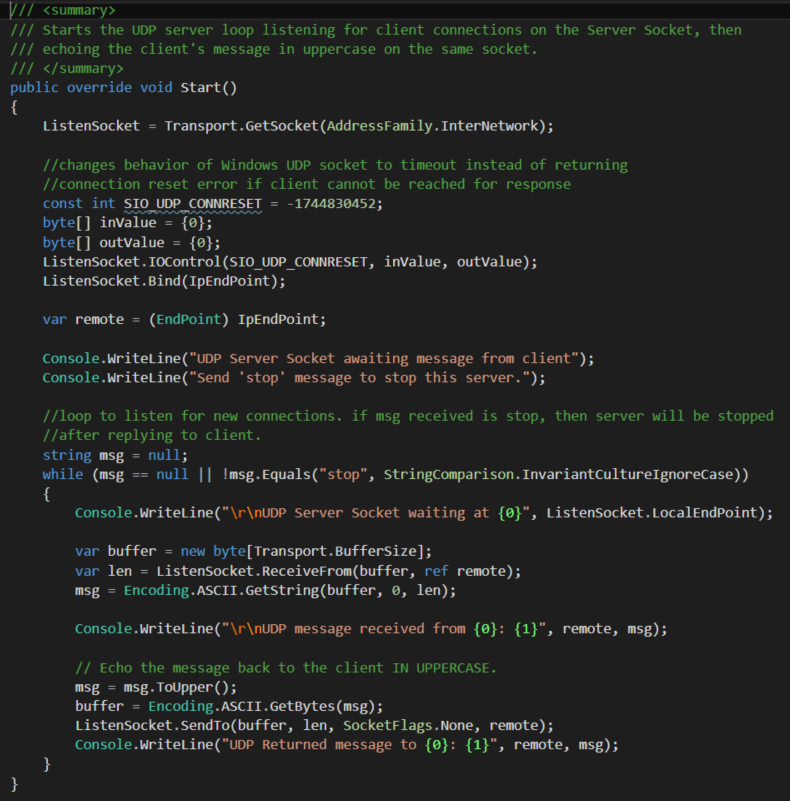 /// <summary>
/// Starts the UDP server loop listening for client connections on the Server Socket, then
/// echoing the client's message in uppercase on the same socket.
/// </summary>
public override void Start()
{
    ListenSocket = Transport.GetSocket(AddressFamily.InterNetwork);

    //changes behavior of Windows UDP socket to timeout instead of returning
    //connection reset error if client cannot be reached for response
    const int SIO_UDP_CONNRESET = -1744830452;
    byte[] inValue = {0};
    byte[] outValue = {0};
    ListenSocket.IOControl(SIO_UDP_CONNRESET, inValue, outValue);
    ListenSocket.Bind(IpEndPoint);

    var remote = (EndPoint) IpEndPoint;

    Console.WriteLine("UDP Server Socket awaiting message from client");
    Console.WriteLine("Send 'stop' message to stop this server.");

    //loop to listen for new connections. if msg received is stop, then server will be stopped
    //after replying to client.
    string msg = null;
    while (msg == null || !msg.Equals("stop", StringComparison.InvariantCultureIgnoreCase))
    {
        Console.WriteLine("\r\nUDP Server Socket waiting at {0}", ListenSocket.LocalEndPoint);

        var buffer = new byte[Transport.BufferSize];
        var len = ListenSocket.ReceiveFrom(buffer, ref remote);
        msg = Encoding.ASCII.GetString(buffer, 0, len);

        Console.WriteLine("\r\nUDP message received from {0}: {1}", remote, msg);

        // Echo the message back to the client IN UPPERCASE.
        msg = msg.ToUpper();
        buffer = Encoding.ASCII.GetBytes(msg);
        ListenSocket.SendTo(buffer, len, SocketFlags.None, remote);
        Console.WriteLine("UDP Returned message to {0}: {1}", remote, msg);
    }
}